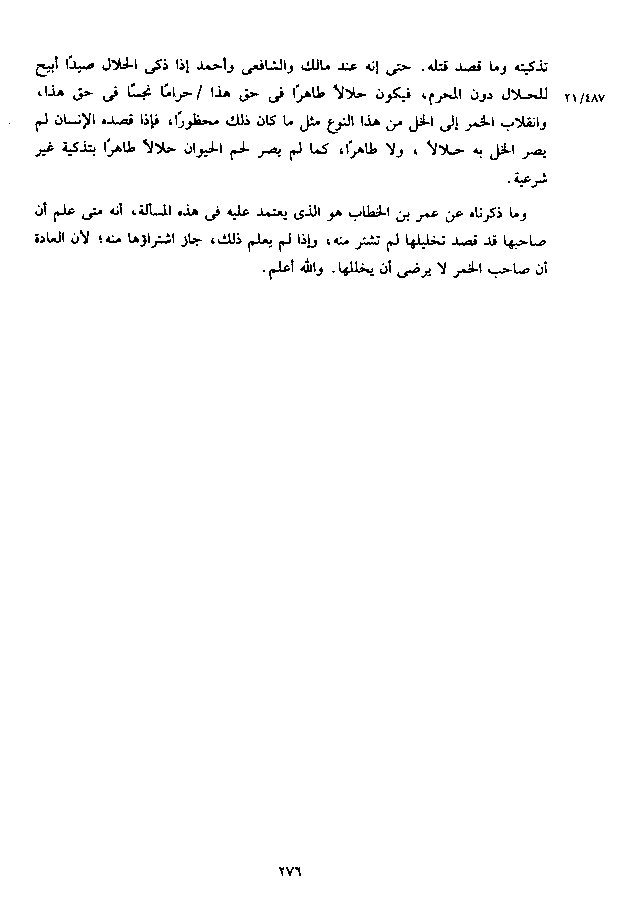 تذكيته وما قصد قتله. حتى إنه عند مالك والشافعى وأحمد إذا ذكى الحلال صيدًا أبيح
٢١/٤٨٧ للحلال دون المحرم، فيكون حلالاً طاهرًا فى حق هذا /حرامًا نجسًا فى حق هذا،
وانقلاب الخمر إلى الخل من هذا النوع مثل ما كان ذلك محظورًا، فإذا قصده الإنسان لم
يصر الخل به حلالاً ، ولا طاهرًا، كما لم يصر لحم الحيوان حلالاً طاهرًا بتذكية غير
شرعية.
وما ذكرناه عن عمر بن الخطاب هو الذى يعتمد عليه فى هذه المسألة، أنه متى علم أن
صاحبها قد قصد تخليلها لم تشتر منه، وإذا لم يعلم ذلك، جاز اشتراؤها منه؛ لأن العادة
أن صاحب الخمر لا يرضى أن يخللها. والله أعلم.
٢٧٦